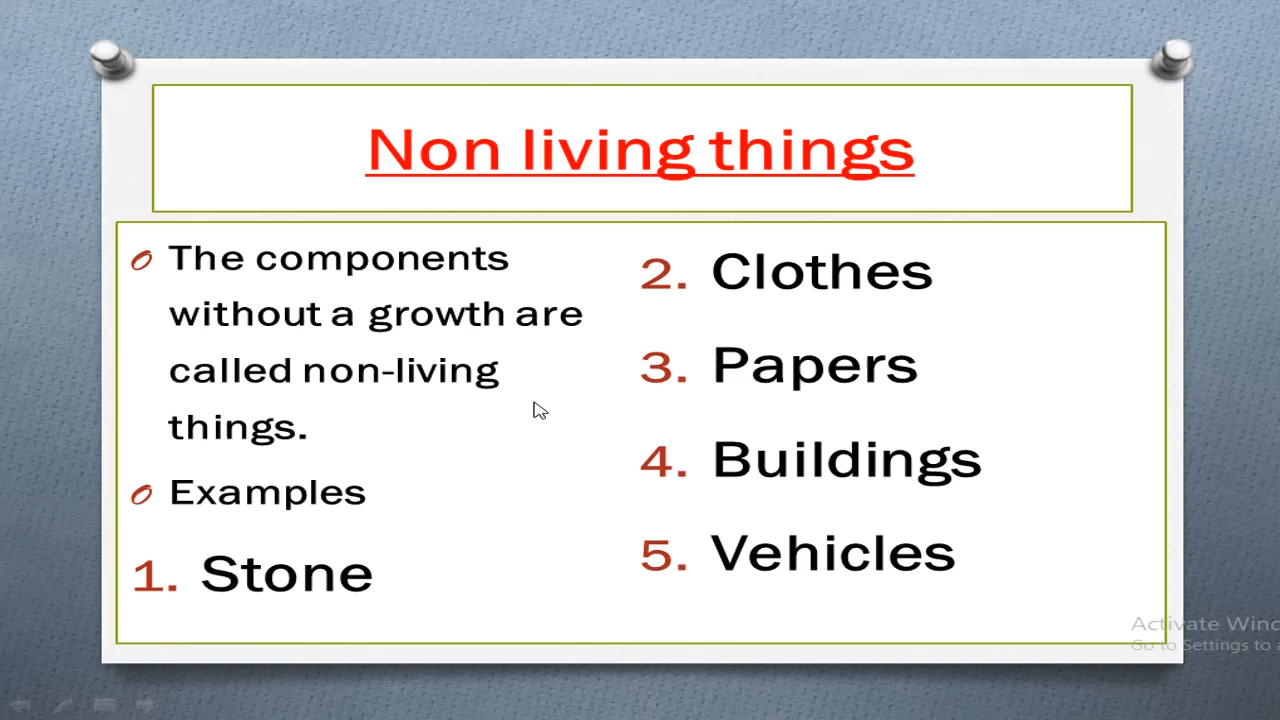 Non living things
The components
without a growth are
called non-living
things.
Examples
1. Stone
2. Clothes
3. Papers
4. Buildings
5. Vehicles
Activate Winc
Go to Settings to a